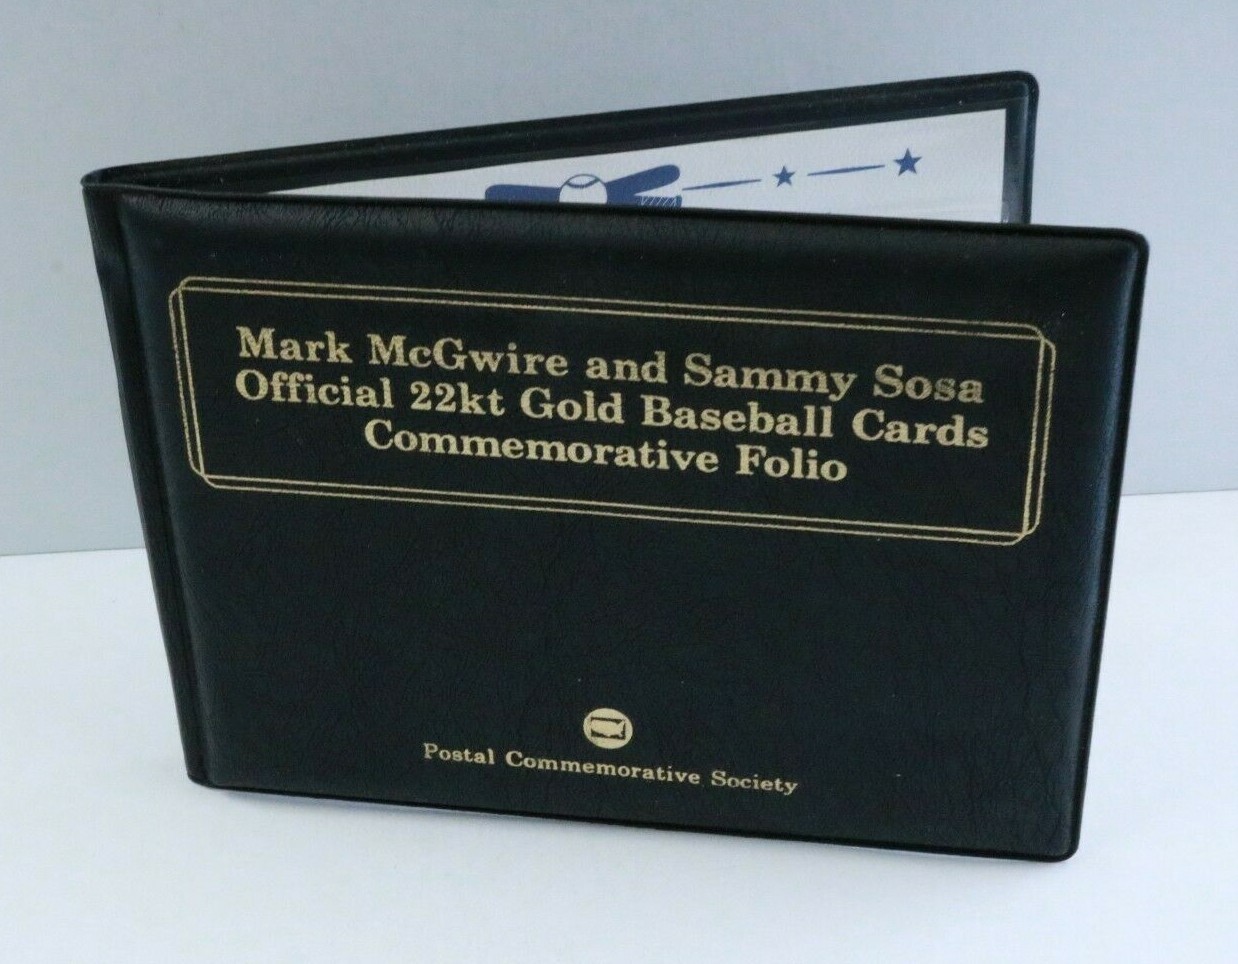 Mark McGwire and Sammy Sosa
Official 22kt Gold Baseball Cards
Commemorative Folio
Postal Commemorative Society